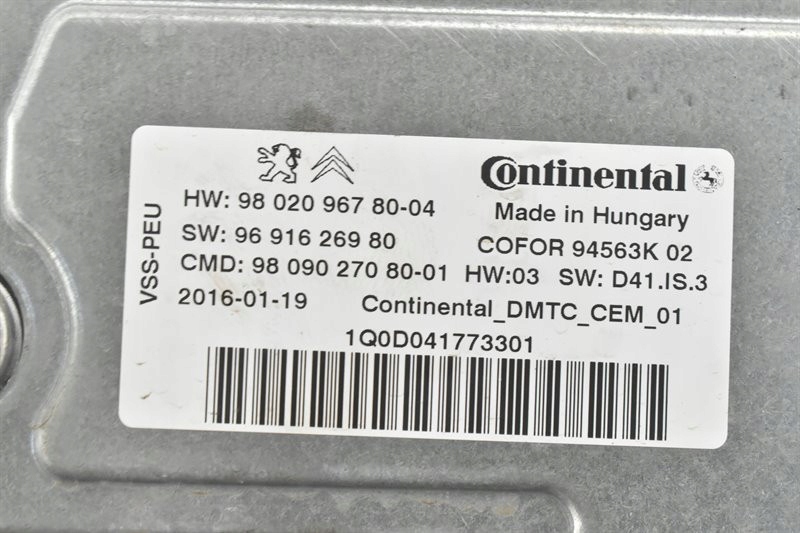 Continental
HW: 98 020 967 80-04
Made in Hungary
SW: 96 916 269 80
COFOR 94563K 02
CMD: 98 090 270 80-01 HW:03 SW: D41.IS.3
2016-01-19 Continental_DMTC_CEM_01
1Q0D041773301
VSS-PEU